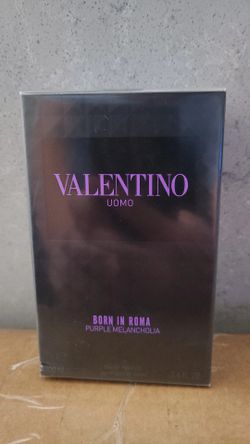 VALENTINO
UOMO
BORN IN ROMA
PURPLE MELANCHOLIA